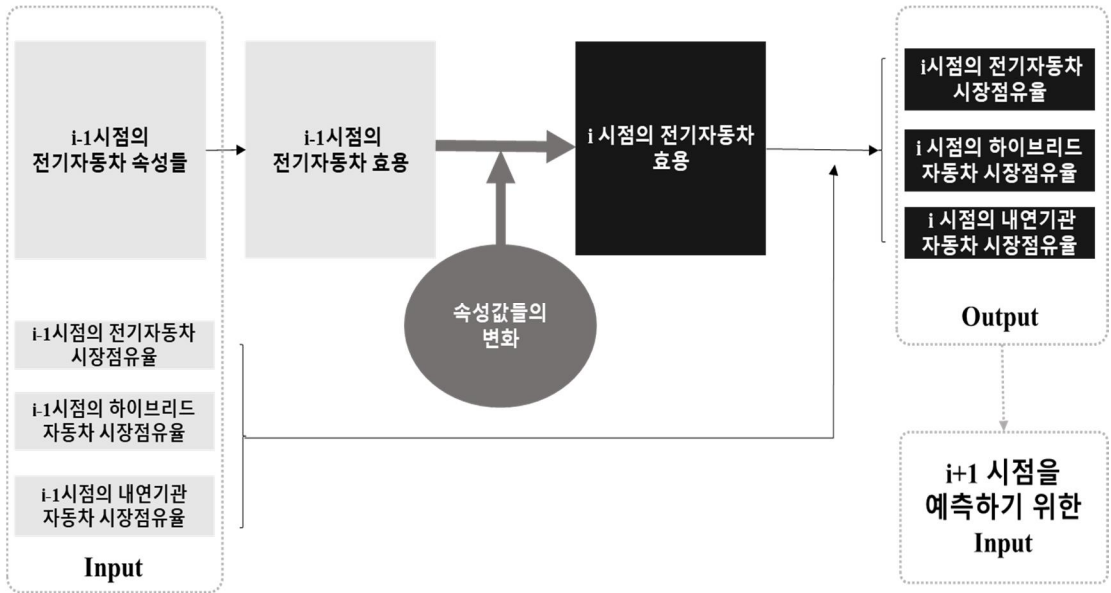 i-1시점의
전기자동차 속성들
i-1시점의
전기자동차 효용
i 시점의 전기자동차
효용
속성값들의
변화
i시점의 전기자동차
시장점유율
i 시점의 하이브리드
자동차 시장점유율
i 시점의 내연기관
자동차 시장점유율
Output
i-1시점의 전기자동차
시장점유율
i-1시점의 하이브리드
자동차 시장점유율
i-1시점의 내연기관
자동차 시장점유율
Input
i+1 시점을
예측하기 위한
Input